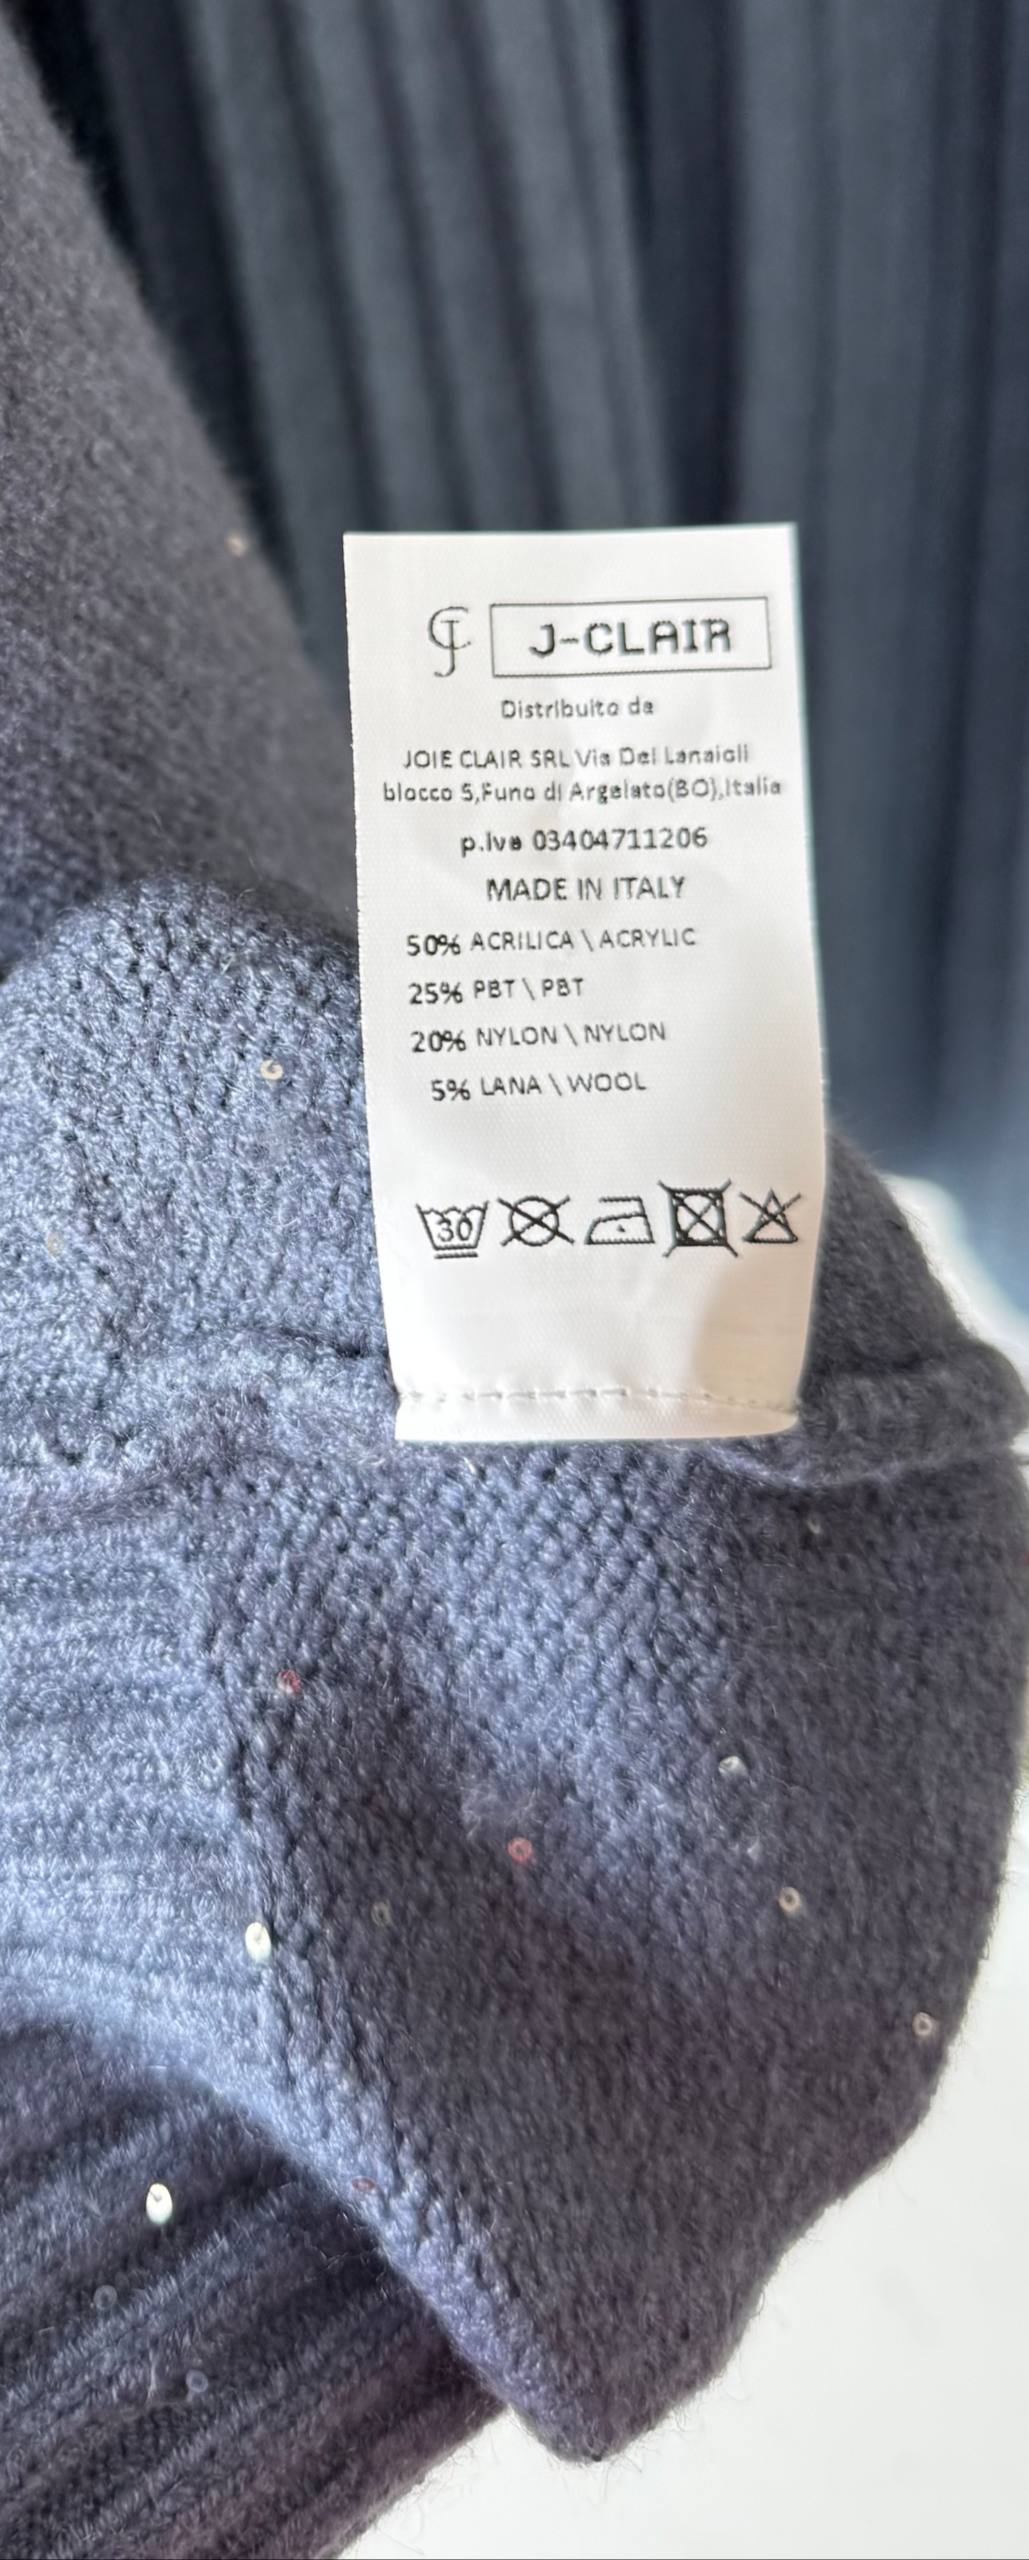 J-CLAIR
Distribuito da
JOIE CLAIR SRL Via Dei Lanaioli
blocco 5,Funo di Argelato(BO),Italia
p.Iva 03404711206
MADE IN ITALY
50% ACRILICA \ ACRYLIC
25% PBT \ PBT
20% NYLON \ NYLON
5% LANA \ WOOL
30